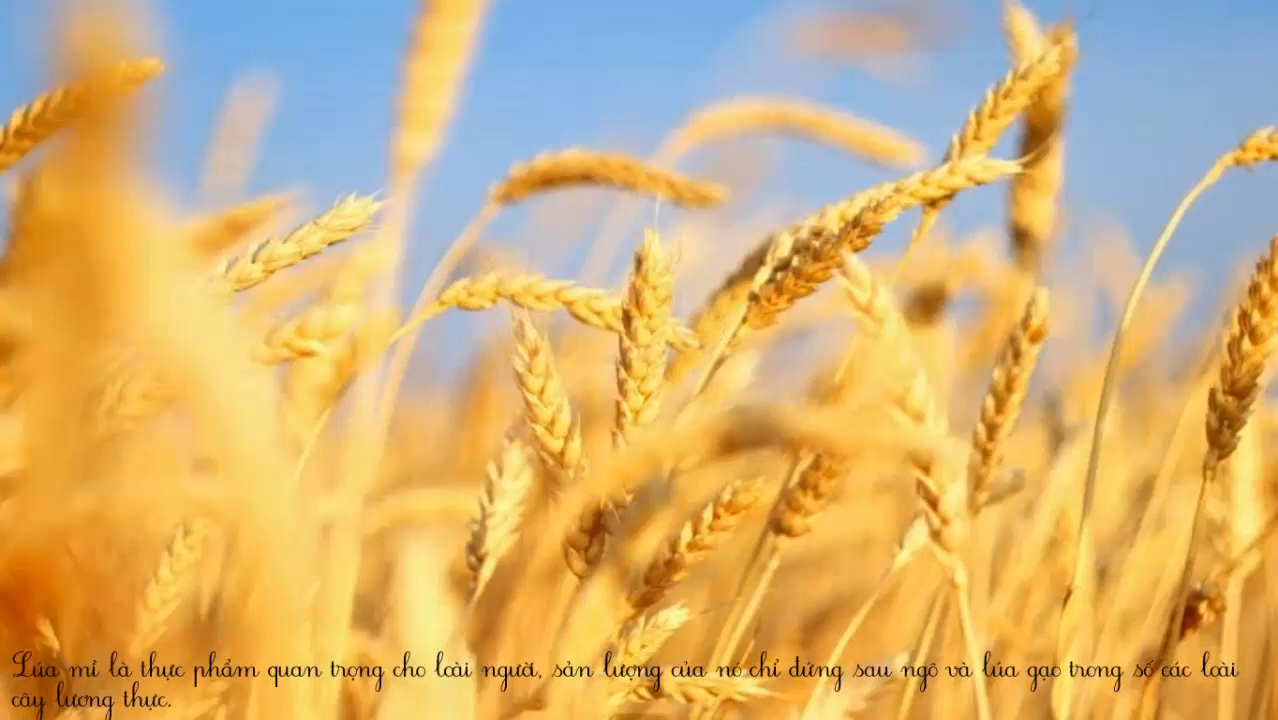 Lúa mì là thực phẩm quan trọng cho loài người, sản lượng của nó chỉ đứng sau ngô và lúa gạo trong số các loài
cây lương thực.